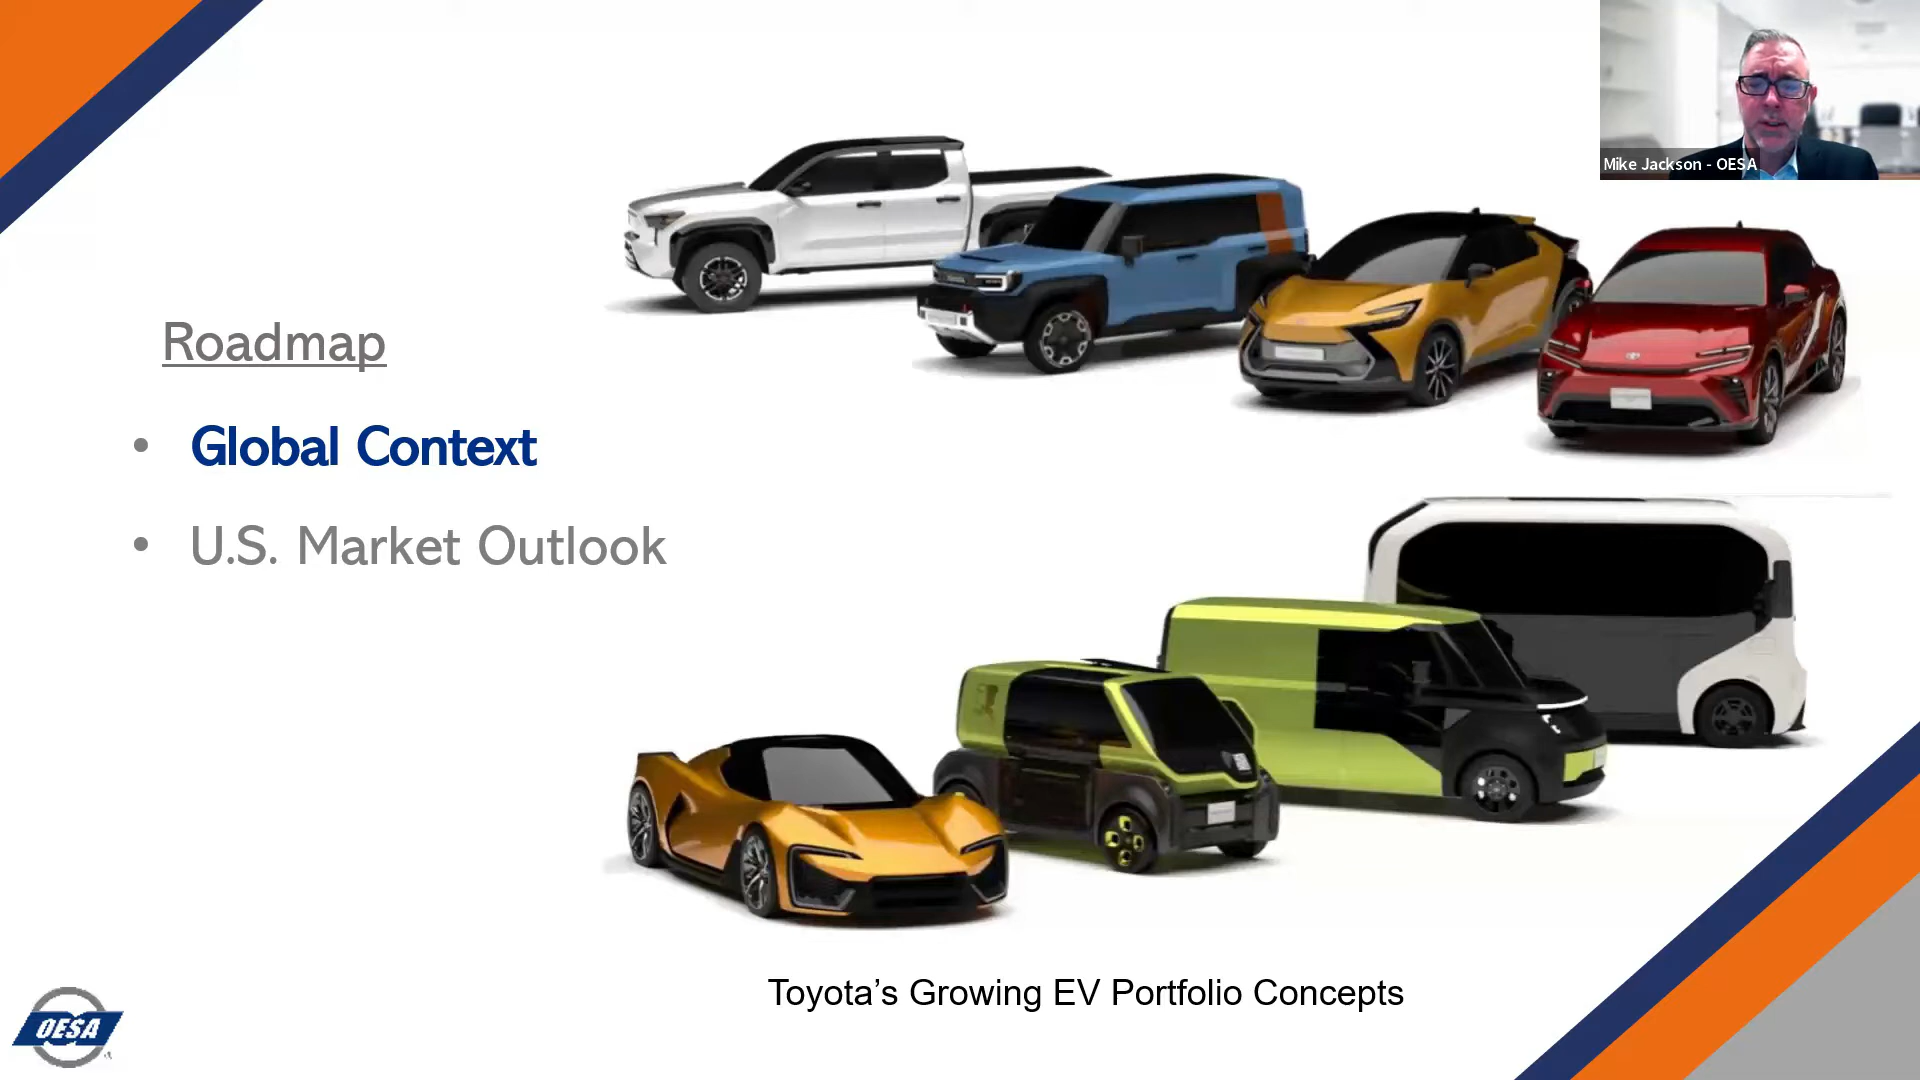 Mike Jackson - OESA
Roadmap
• Global Context
• U.S. Market Outlook
Toyota’s Growing EV Portfolio Concepts
OESA